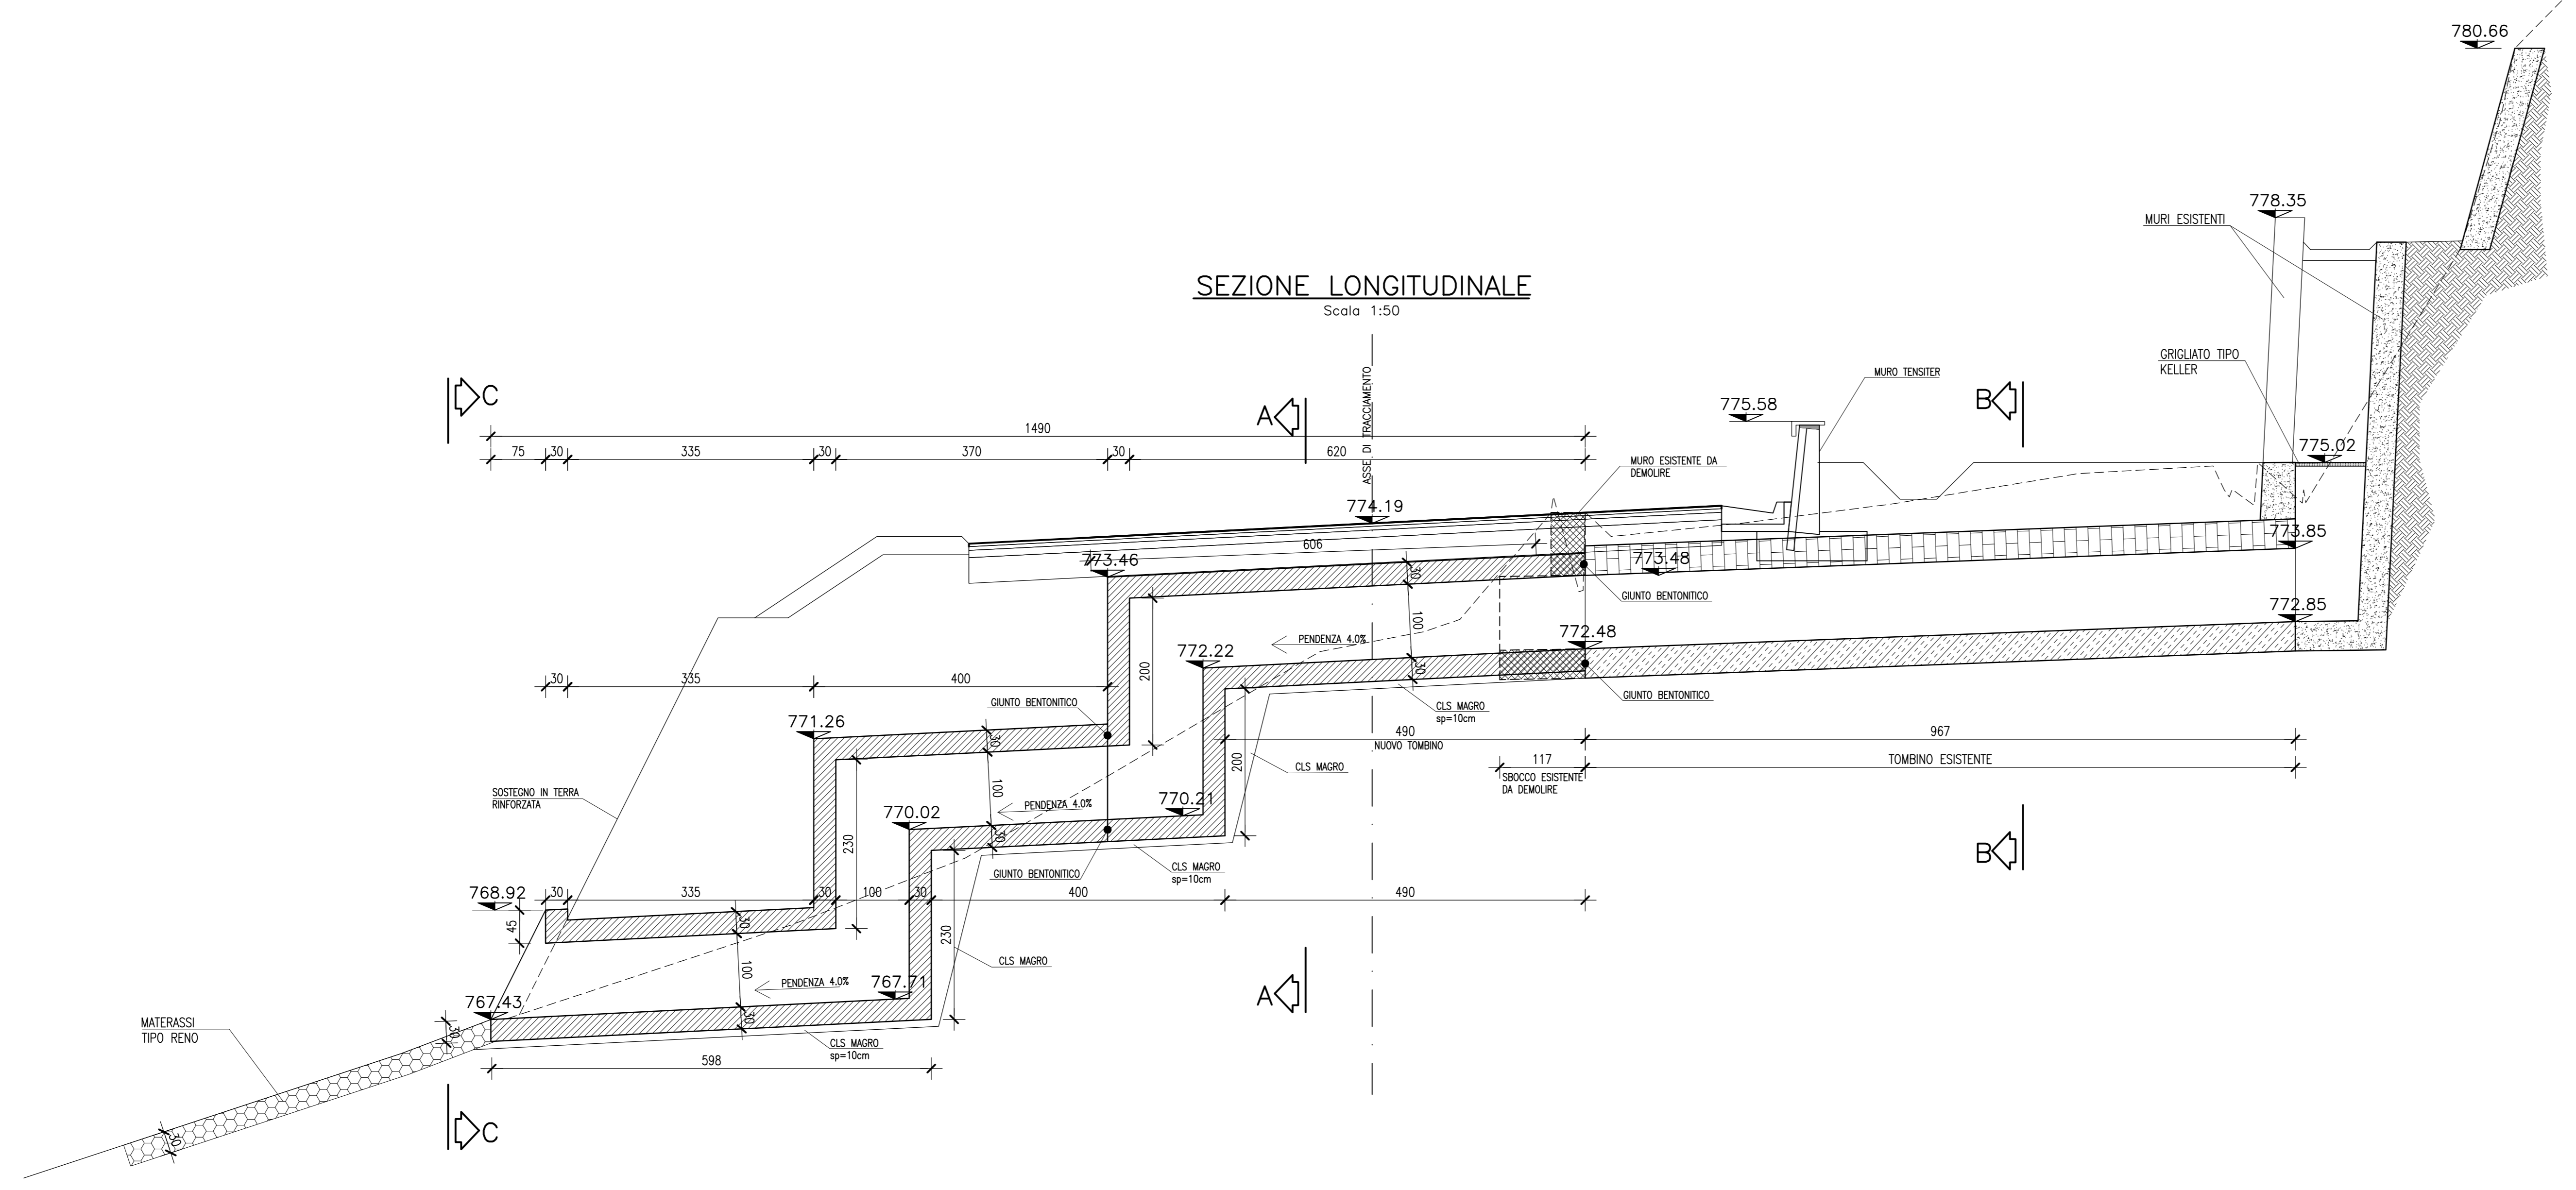 780.66
778.35
MURI ESISTENTI
SEZIONE LONGITUDINALE
Scala 1:50
GRIGLIATO TIPO
KELLER
MURO TENSITER
ASSE DI TRACCIAMENTO
C
A
B
775.58
1490
75
30
335
30
370
30
620
775.02
MURO ESISTENTE DA
DEMOLIRE
774.19
606
773.46
773.48
773.85
30
GIUNTO BENTONITICO
772.85
100
PENDENZA 4.0%
772.48
772.22
200
30
30
335
400
GIUNTO BENTONITICO
GIUNTO BENTONITICO
CLS MAGRO
sp=10cm
771.26
490
NUOVO TOMBINO
967
30
200
CLS MAGRO
117
TOMBINO ESISTENTE
SBOCCO ESISTENTE
DA DEMOLIRE
SOSTEGNO IN TERRA
RINFORZATA
100
PENDENZA 4.0%
770.21
770.02
230
30
B
GIUNTO BENTONITICO
CLS MAGRO
sp=10cm
768.92
30
335
30
100
30
400
490
45
30
230
CLS MAGRO
100
PENDENZA 4.0%
767.71
A
767.43
30
30
MATERASSI
TIPO RENO
CLS MAGRO
sp=10cm
598
30
C